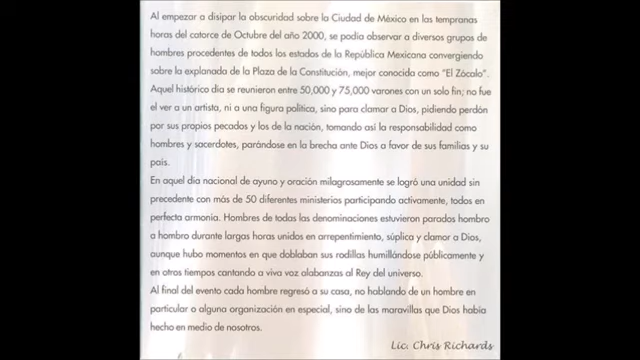 Al empezar a disipar la obscuridad sobre la Ciudad de México en las tempranas
horas del catorce de Octubre del año 2000, se podía observar a diversos grupos de
hombres procedentes de todos los estados de la República Mexicana convergiendo
sobre la explanada de la Plaza de la Constitución, mejor conocida como "El Zócalo".
Aquel histórico día se reunieron entre 50,000 y 75,000 varones con un solo fin; no fue
el ver a un artista, ni a una figura política, sino para clamar a Dios, pidiendo perdón
por sus propios pecados y los de la nación, tomando así la responsabilidad como
hombres y sacerdotes, parándose en la brecha ante Dios a favor de sus familias y su
país.
En aquel día nacional de ayuno y oración milagrosamente se logró una unidad sin
precedente con más de 50 diferentes ministerios participando activamente, todos en
perfecta armonía. Hombres de todas las denominaciones estuvieron parados hombro
a hombro durante largas horas unidos en arrepentimiento, súplica y clamor a Dios,
aunque hubo momentos en que doblaban sus rodillas humillándose públicamente y
en otros tiempos cantando a viva voz alabanzas al Rey del universo.
Al final del evento cada hombre regresó a su casa, no hablando de un hombre en
particular o alguna organización en especial, sino de las maravillas que Dios había
hecho en medio de nosotros.
Lic. Chris Richards